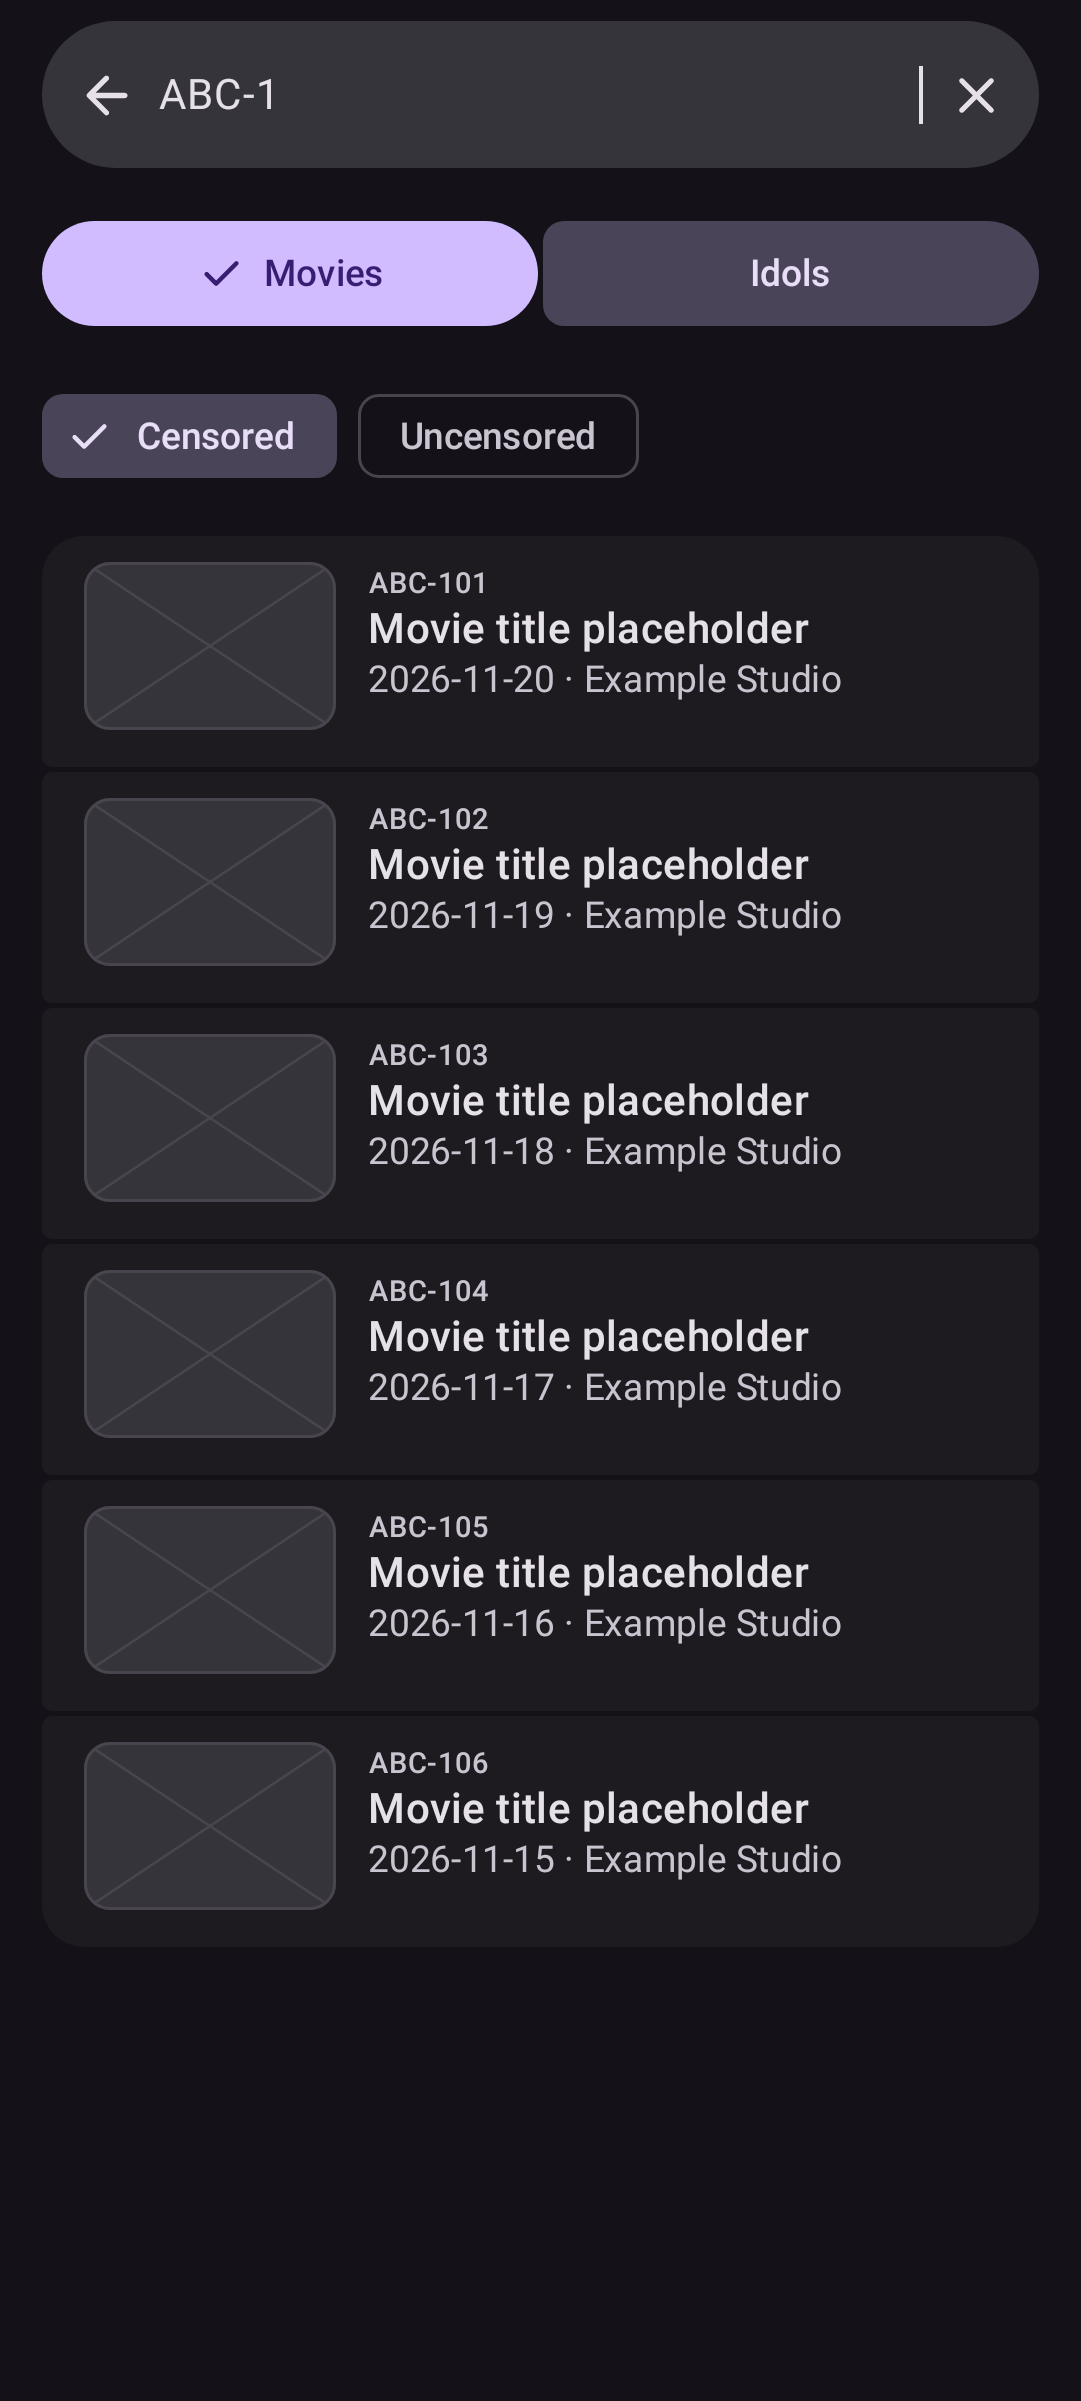 ABC-1
Movies
Idols
Censored
Uncensored
ABC-101
Movie title placeholder
2026-11-20 · Example Studio
ABC-102
Movie title placeholder
2026-11-19 · Example Studio
ABC-103
Movie title placeholder
2026-11-18 · Example Studio
ABC-104
Movie title placeholder
2026-11-17 · Example Studio
ABC-105
Movie title placeholder
2026-11-16 · Example Studio
ABC-106
Movie title placeholder
2026-11-15 · Example Studio